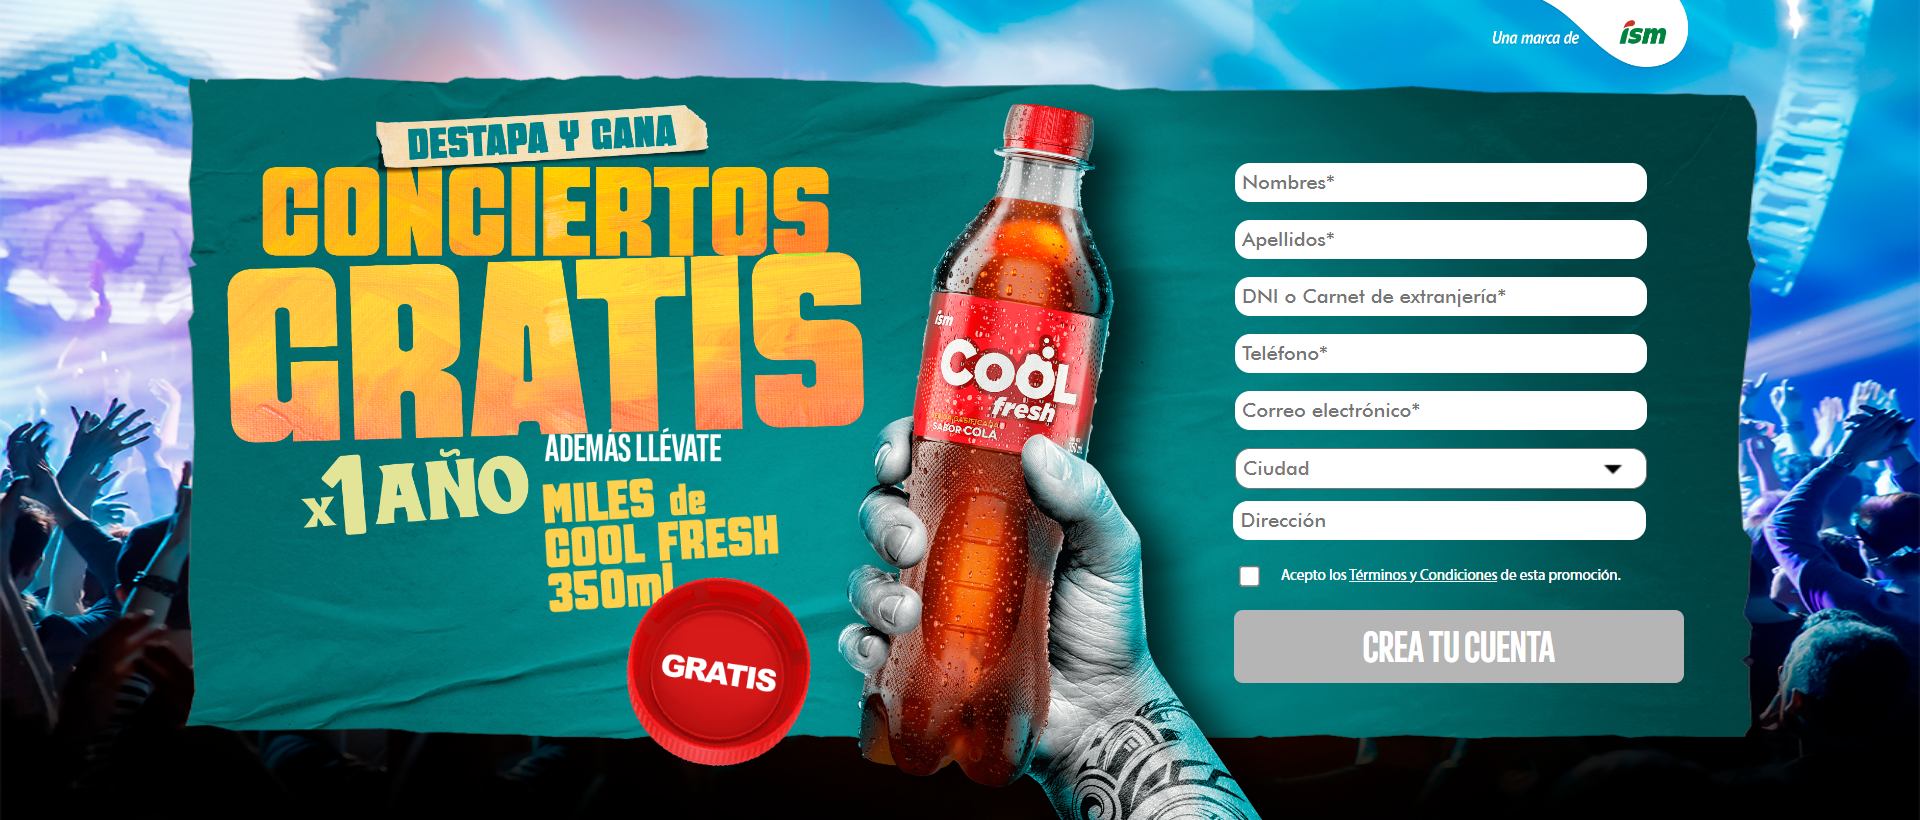 Una marca de
ism
DESTAPA Y GANA
CONCIERTOS
GRATIS
x1 AÑO
ADEMÁS LLÉVATE
MILES de
COOL FRESH
350ml
GRATIS
ism
COOL
fresh
SABOR COLA
Nombres*
Apellidos*
DNI o Carnet de extranjería*
Teléfono*
Correo electrónico*
Ciudad
Dirección
Acepto los Términos y Condiciones de esta promoción.
CREA TU CUENTA